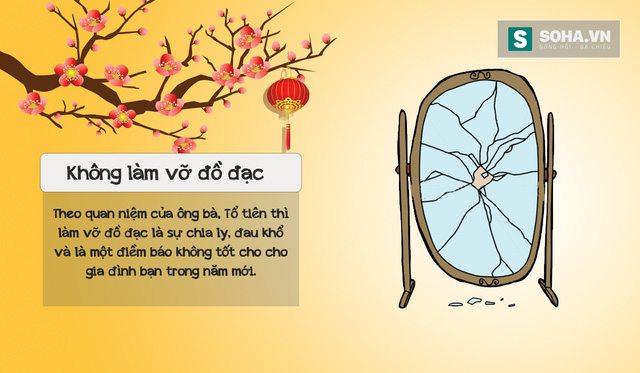 S SOHA.VN
NÓNG HỔI - ĐA CHIỀU
Không làm vỡ đồ đạc
Theo quan niệm của ông bà, Tổ tiên thì
làm vỡ đồ đạc là sự chia ly, đau khổ
và là một điềm báo không tốt cho cho
gia đình bạn trong năm mới.